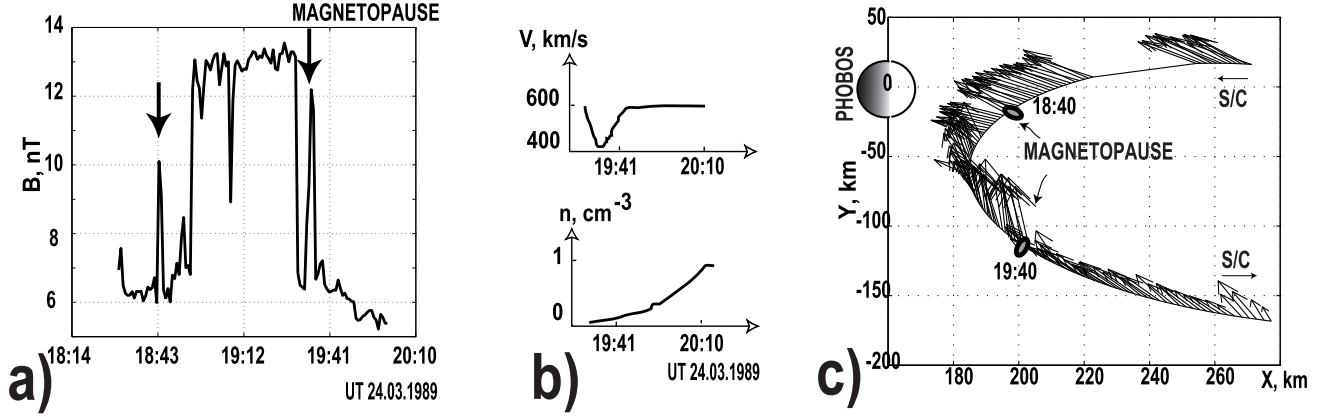 MAGNETOPAUSE
14
12
10
8
6
B, nT
18:14 18:43 19:12 19:41 20:10
UT 24.03.1989
a)
V, km/s
600
400
19:41 20:10
n, cm-3
1
0
19:41 20:10
UT 24.03.1989
b)
50
0
-50
-100
-150
-200
Y, km
PHOBOS
S/C
18:40
MAGNETOPAUSE
19:40
S/C
180 200 220 240 260 X, km
c)